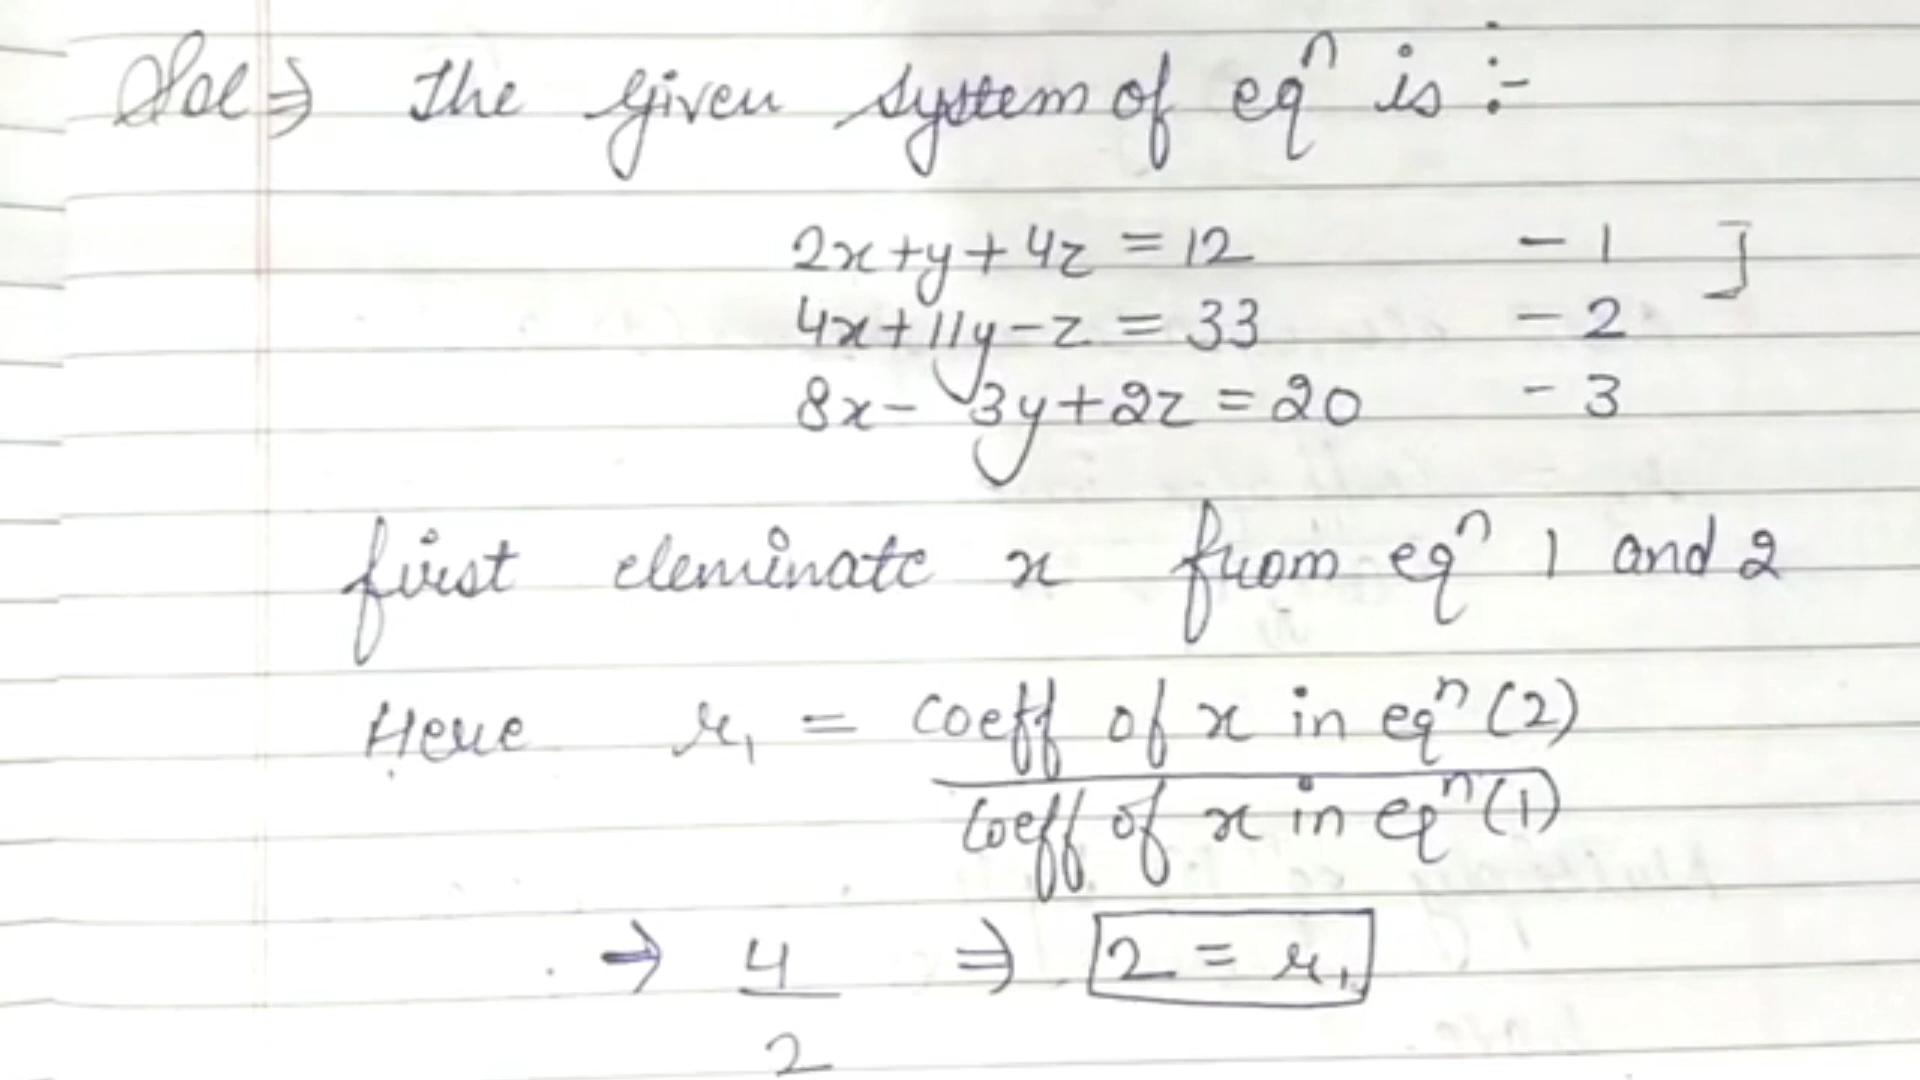 Sol ⇒ The given system of eqⁿ is :-
2x+y+4z = 12 - 1 ]
4x+11y-z = 33 - 2
8x- 3y+2z = 20 - 3
first eleminate x from eqⁿ 1 and 2
Here r₁ = coeff of x in eqⁿ (2)
coeff of x in eqⁿ (1)
→ 4 ⇒ 2 = r₁
2